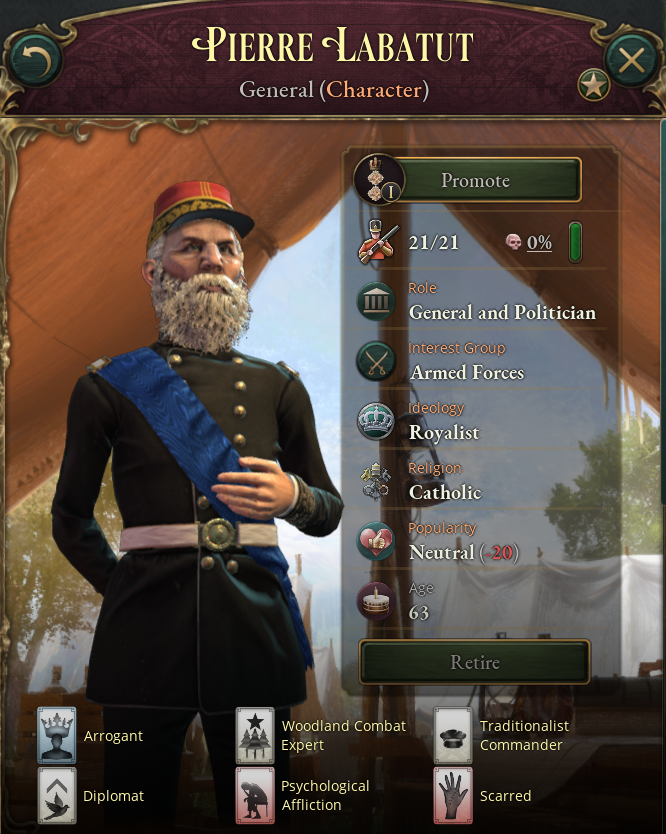 PIERRE LABATUT
General (Character)
I
Promote
21/21
0%
Role
General and Politician
Interest Group
Armed Forces
Ideology
Royalist
Religion
Catholic
Popularity
Neutral (-20)
Age
63
Retire
Arrogant
Woodland Combat
Expert
Traditionalist
Commander
Diplomat
Psychological
Affliction
Scarred